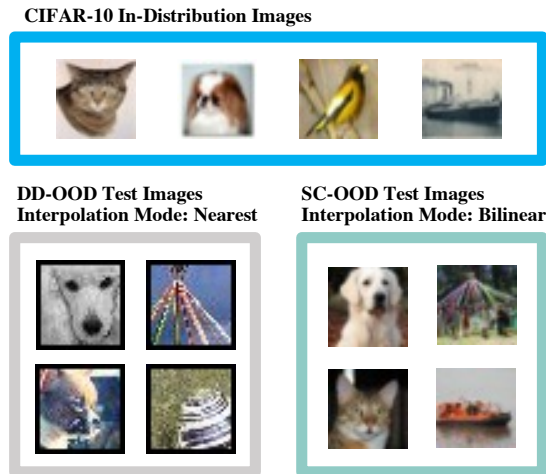 CIFAR-10 In-Distribution Images
DD-OOD Test Images
Interpolation Mode: Nearest
SC-OOD Test Images
Interpolation Mode: Bilinear